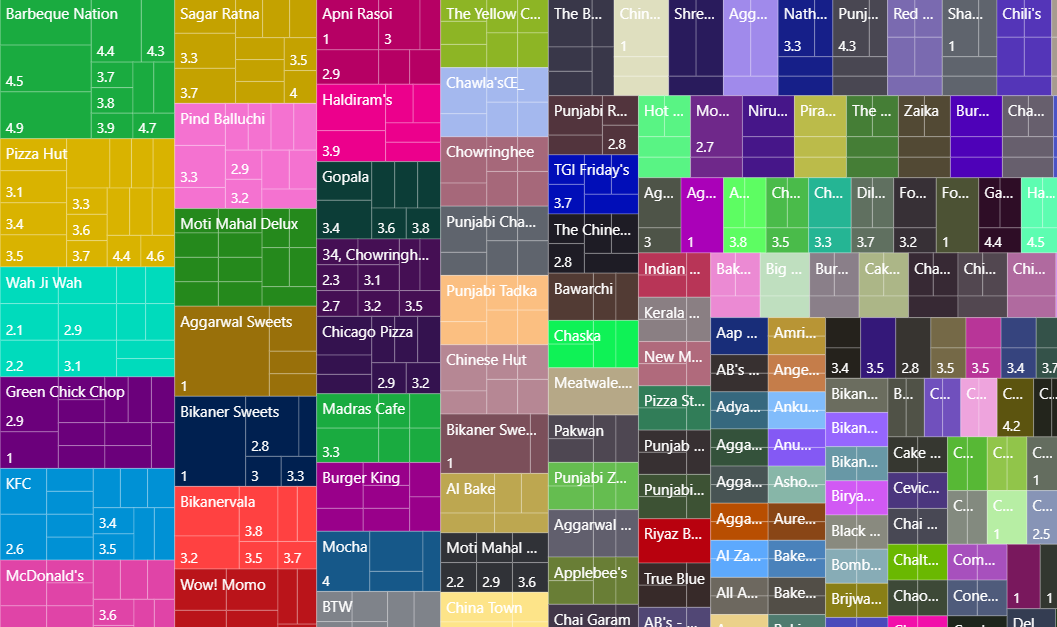 Barbeque Nation
4.4
4.3
4.5
3.7
3.8
4.9
3.9
4.7
Pizza Hut
3.1
3.3
3.4
3.6
3.5
3.7
4.4
4.6
Wah Ji Wah
2.1
2.9
2.2
3.1
Green Chick Chop
2.9
1
KFC
3.4
2.6
3.5
McDonald's
3.6
Sagar Ratna
3.3
3.5
3.7
4
Pind Balluchi
3.3
2.9
3.2
Moti Mahal Delux
Aggarwal Sweets
1
Bikaner Sweets
2.8
1
3
3.3
Bikanervala
3.8
3.2
3.5
3.7
Wow! Momo
Apni Rasoi
1
3
2.9
Haldiram's
3.9
Gopala
3.4
3.6
3.8
34, Chowringh...
2.3
3.1
2.7
3.2
3.5
Chicago Pizza
2.9
3.2
Madras Cafe
3.3
Burger King
Mocha
4
BTW
The Yellow C...
Chawla'sŒ_
Chowringhee
Punjabi Cha...
Punjabi Tadka
Chinese Hut
Bikaner Swe...
1
Al Bake
Moti Mahal ...
2.2
2.9
3.6
China Town
The B...
Chin...
1
Shre...
Agg...
Nath...
3.3
Punj...
4.3
Red ...
Sha...
1
Chili's
Punjabi R...
2.8
TGI Friday's
3.7
The Chine...
2.8
Bawarchi
Chaska
Meatwale....
Pakwan
Punjabi Z...
Aggarwal ...
Applebee's
Chai Garam
Hot ...
Mo...
2.7
Niru...
Pira...
The ...
Zaika
Bur...
Cha...
Ag...
3
Ag...
1
A...
3.8
Ch...
3.5
Ch...
3.3
Dil...
3.7
Fo...
3.2
Fo...
1
Ga...
4.4
Ha...
4.5
Indian ...
Kerala ...
New M...
Pizza St...
Punjab ...
Punjabi...
Riyaz B...
True Blue
AB's - ...
Bak...
Big ...
Bur...
Cak...
Cha...
Chi...
Chi...
Aap ...
AB's ...
Adya...
Agga...
Agga...
Agga...
Al Za...
All A...
Amri...
Ange...
Anku...
Anu...
Asho...
Aure...
Bake...
Bake...
3.4
3.5
2.8
3.5
3.5
3.4
3.7
Bikan...
Bikan...
Bikan...
Birya...
Black ...
Bomb...
Brijwa...
B...
C...
C...
C...
4.2
C...
Cake ...
Cevic...
Chai ...
Chalt...
Chao...
C...
C...
C...
1
C...
C...
1
C...
2.5
Com...
Cone...
1
1
Del